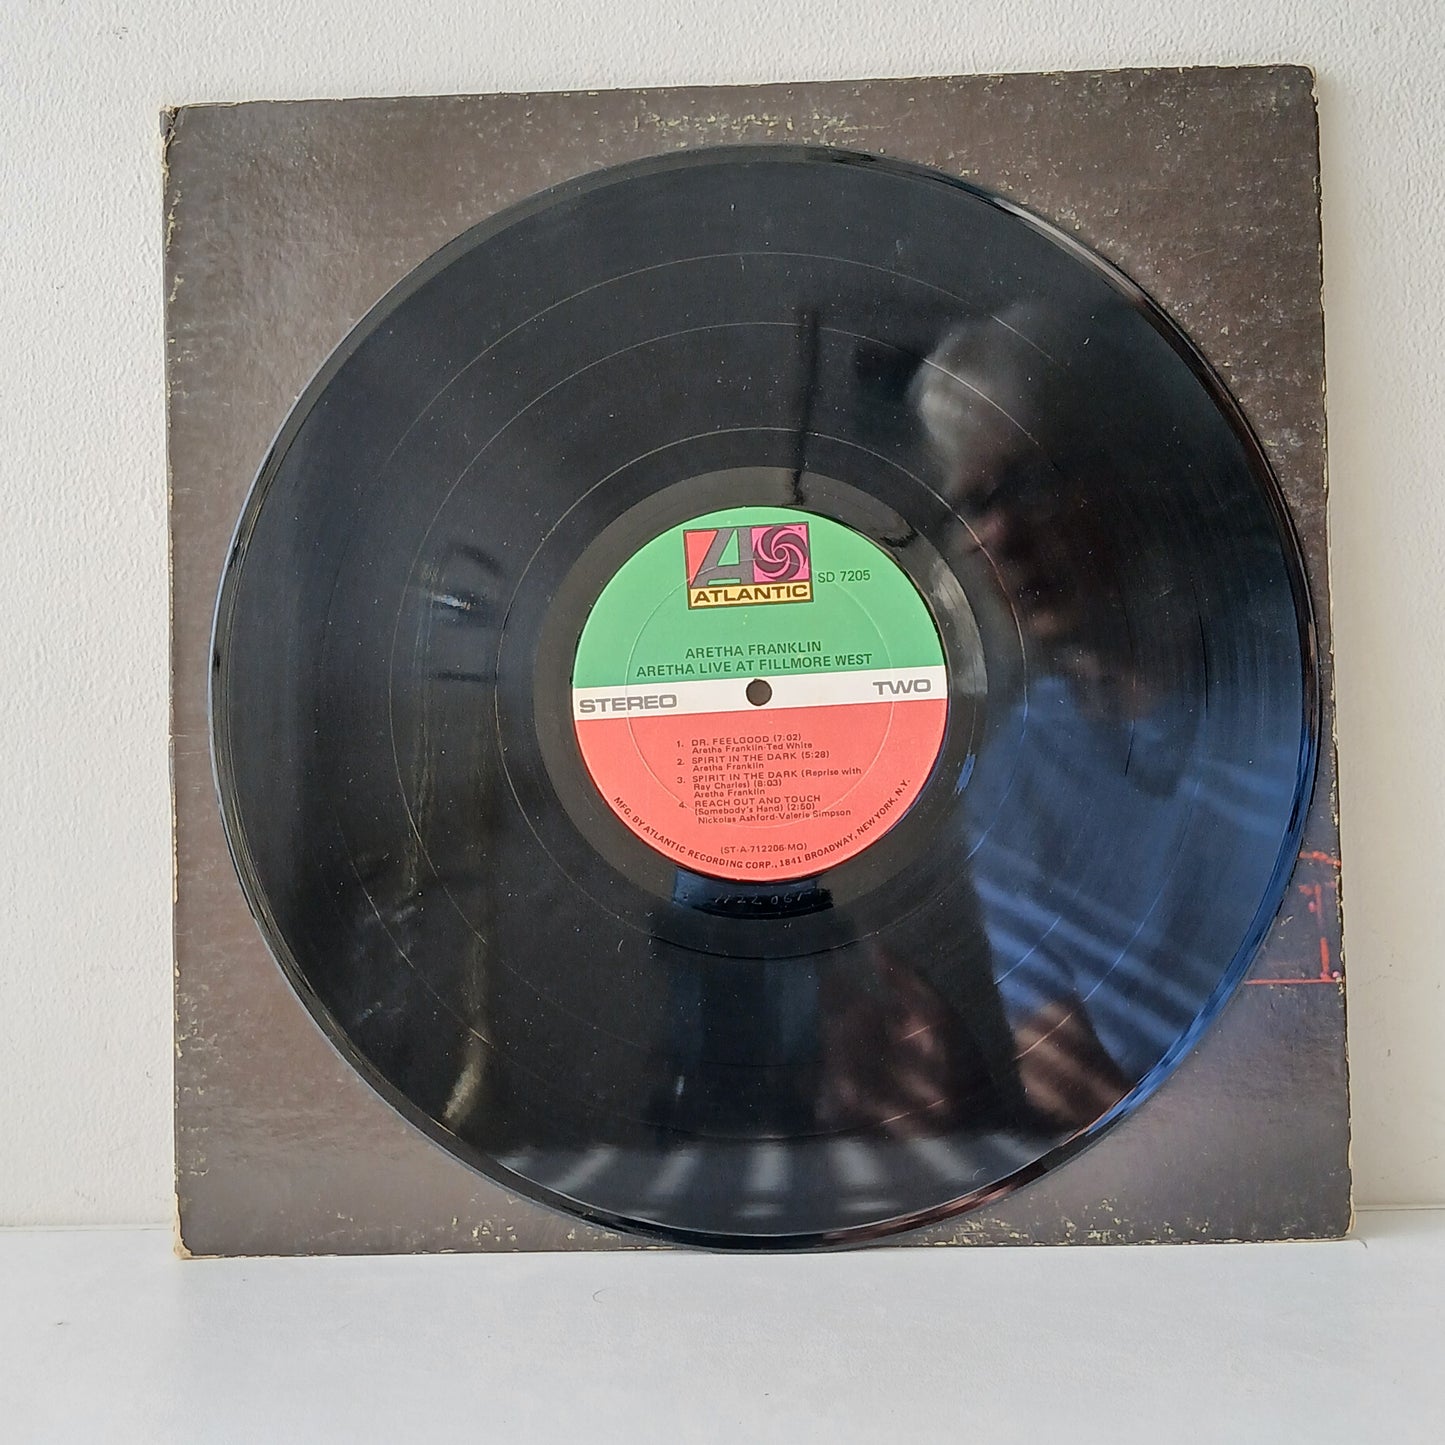 ATLANTIC
SD 7205
ARETHA FRANKLIN
ARETHA LIVE AT FILLMORE WEST
STEREO
TWO
1. DR. FEELGOOD (7:02)
Aretha Franklin-Ted White
2. SPIRIT IN THE DARK (5:28)
Aretha Franklin
3. SPIRIT IN THE DARK (Reprise with
Ray Charles) (8:03)
Aretha Franklin
4. REACH OUT AND TOUCH
(Somebody's Hand) (2:50)
Nickolas Ashford-Valerie Simpson
(ST-A-712206-MO)
MFG. BY ATLANTIC RECORDING CORP., 1841 BROADWAY, NEW YORK, N.Y.